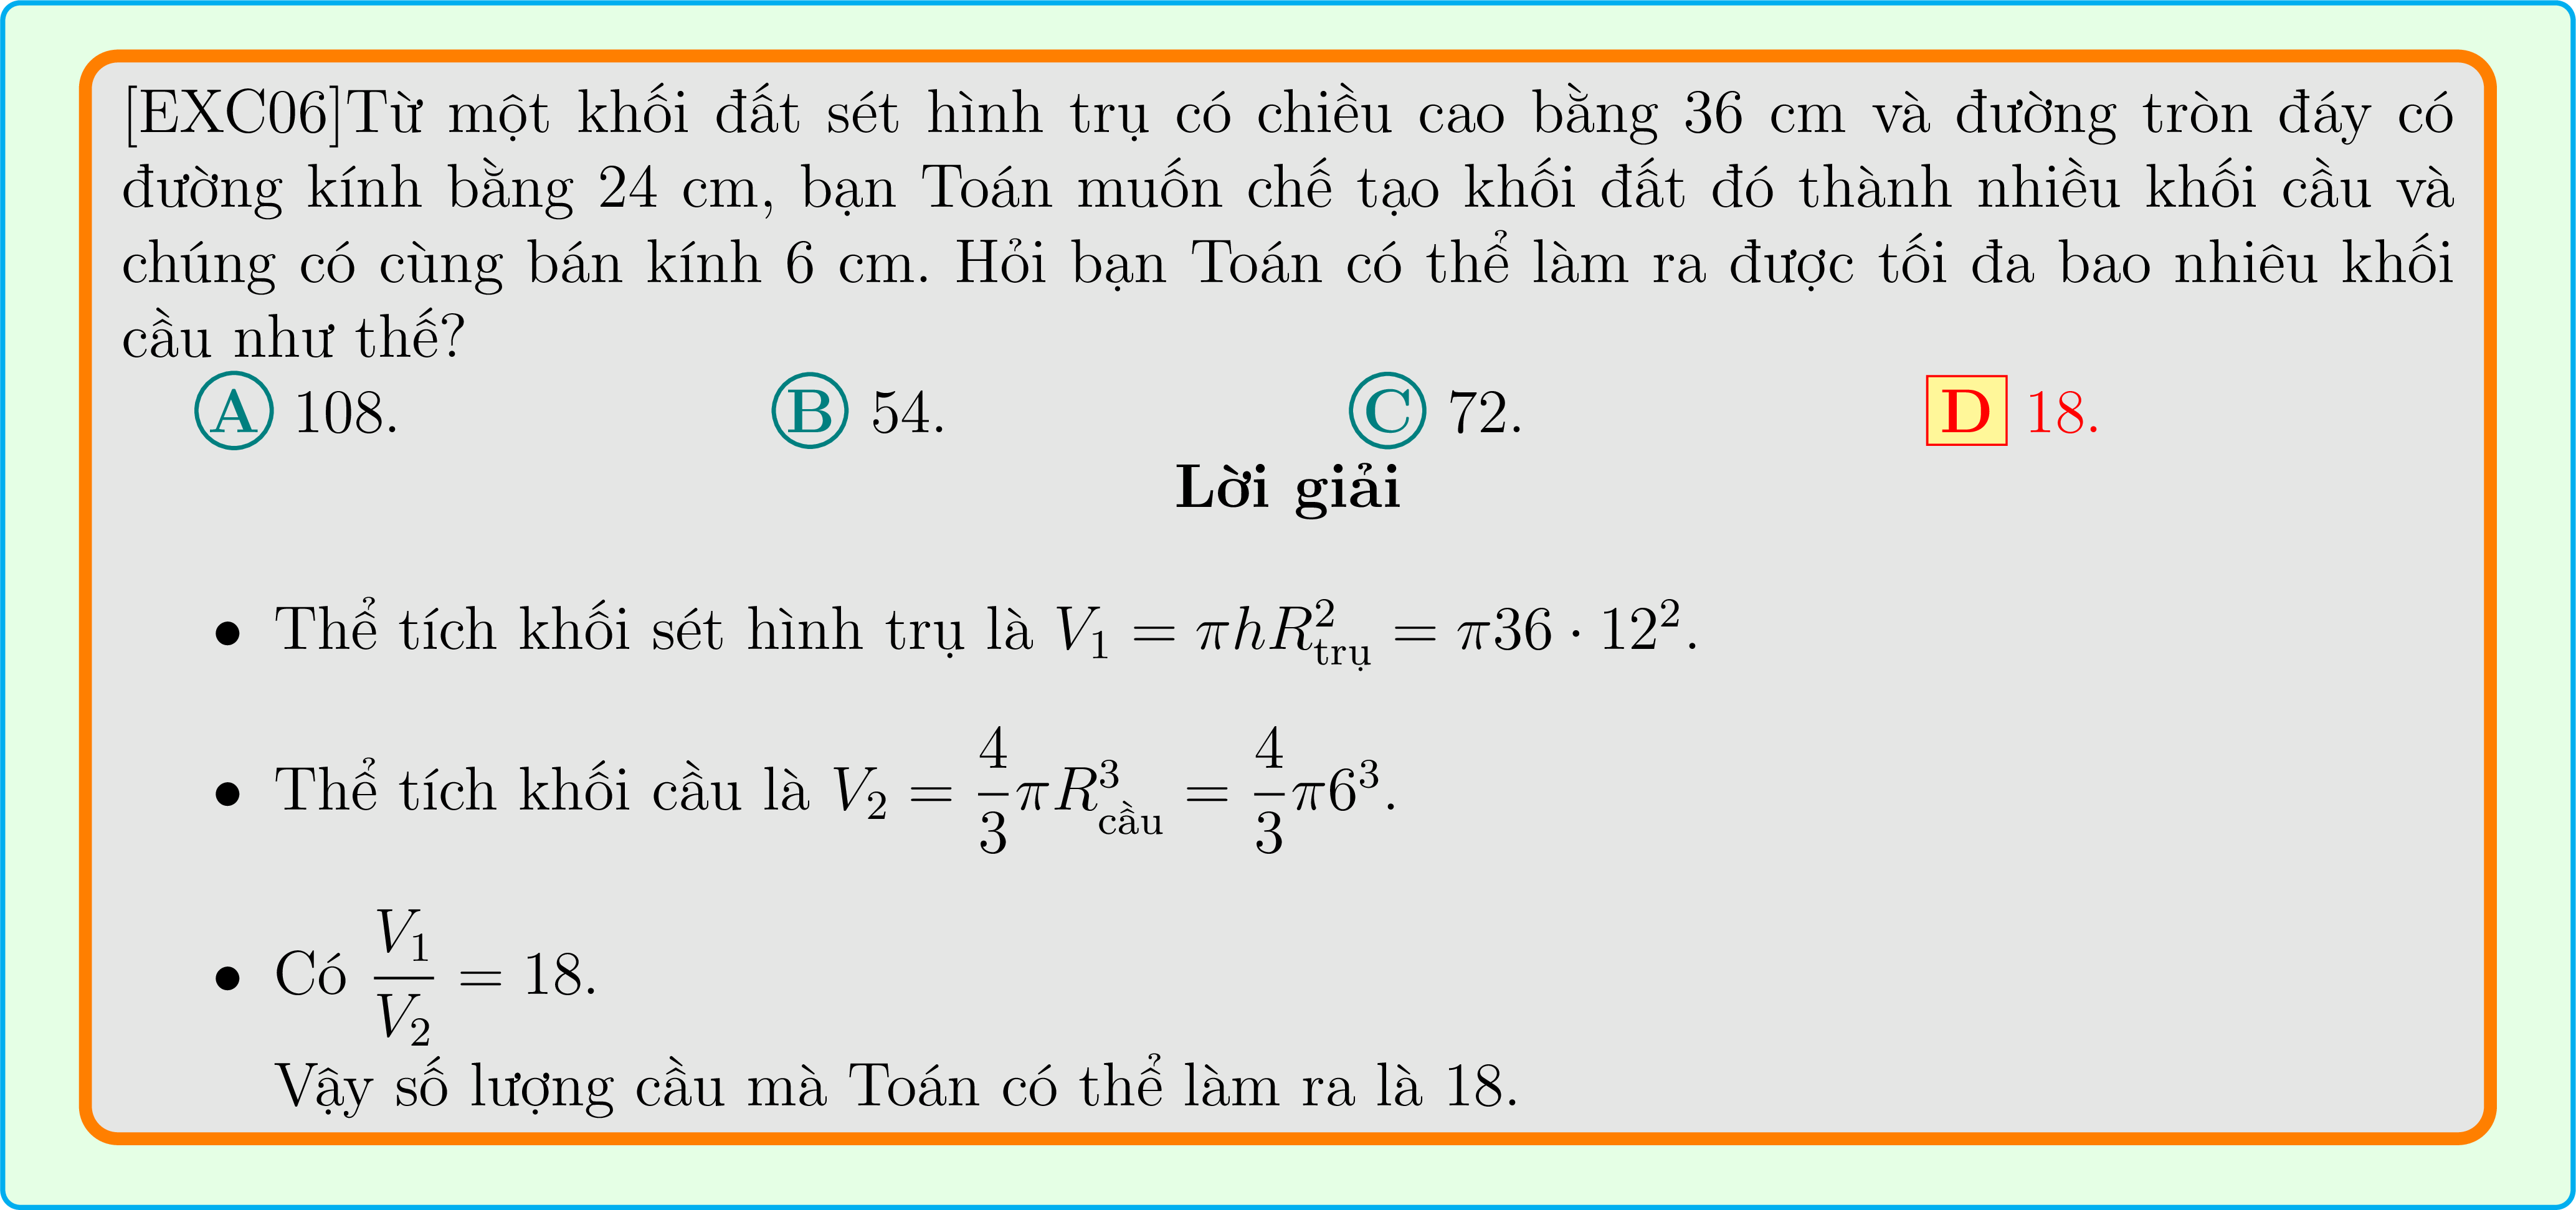 [EXC06]Từ một khối đất sét hình trụ có chiều cao bằng 36 cm và đường tròn đáy có
đường kính bằng 24 cm, bạn Toán muốn chế tạo khối đất đó thành nhiều khối cầu và
chúng có cùng bán kính 6 cm. Hỏi bạn Toán có thể làm ra được tối đa bao nhiêu khối
cầu như thế?
A 108. B 54. C 72. D 18.
Lời giải
• Thể tích khối sét hình trụ là $V_1 = \pi h R^2_{\text{trụ}} = \pi 36 \cdot 12^2$.
• Thể tích khối cầu là $V_2 = \dfrac{4}{3}\pi R^3_{\text{cầu}} = \dfrac{4}{3}\pi 6^3$.
• Có $\dfrac{V_1}{V_2} = 18$.
Vậy số lượng cầu mà Toán có thể làm ra là 18.